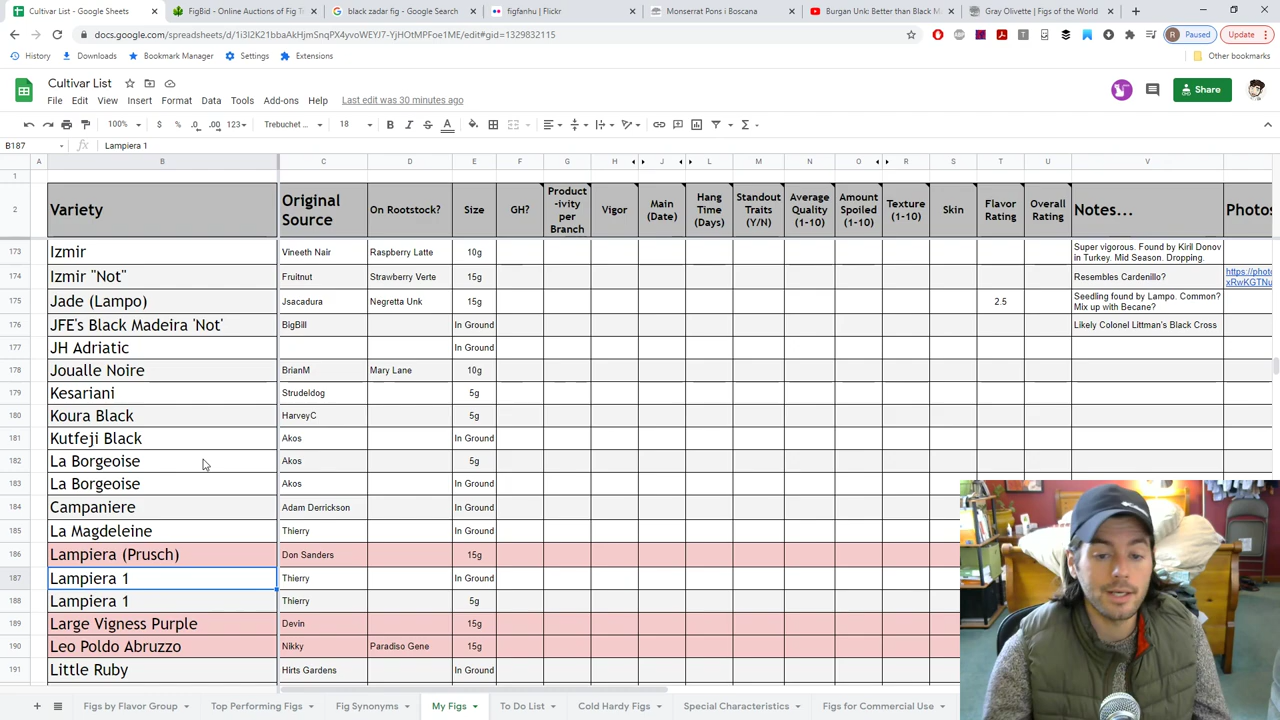 Cultivar List
FigBid - Online Auctions of Fig T
black zadar fig - Google Search
figfanhu | Flickr
Monserrat Pons i Boscana
Burgan Unk: Better than Black M
Gray Olivette | Figs of the World
docs.google.com/spreadsheets/d/1i3I2K21bbaAkHjmSnqPX4yvoWEYJ7-YjHOtMPFoe1ME/edit#gid=1329832115
Paused
Update
History
Downloads
Bookmark Manager
Settings
Extensions
Other bookmarks
Cultivar List
File Edit View Insert Format Data Tools Add-ons Help Last edit was 30 minutes ago
Share
100% $ % .0 .00 123 Trebuchet ... 18 B I S A
B187 Lampiera 1
A B C D E F G H J L M N O R S T U V
1
2 Variety Original Source On Rootstock? Size GH? Product-ivity per Branch Vigor Main (Date) Hang Time (Days) Standout Traits (Y/N) Average Quality (1-10) Amount Spoiled (1-10) Texture (1-10) Skin Flavor Rating Overall Rating Notes... Photos
173 Izmir Vineeth Nair Raspberry Latte 10g Super vigorous. Found by Kiril Donov in Turkey. Mid Season. Dropping.
174 Izmir "Not" Fruitnut Strawberry Verte 15g Resembles Cardenillo? https://photo xRwKGTNu
175 Jade (Lampo) Jsacadura Negretta Unk 15g 2.5 Seedling found by Lampo. Common? Mix up with Becane?
176 JFE's Black Madeira 'Not' BigBill In Ground Likely Colonel Littman's Black Cross
177 JH Adriatic In Ground
178 Joualle Noire BrianM Mary Lane 10g
179 Kesariani Strudeldog 5g
180 Koura Black HarveyC 5g
181 Kutfeji Black Akos In Ground
182 La Borgeoise Akos 5g
183 La Borgeoise Akos In Ground
184 Campaniere Adam Derrickson In Ground
185 La Magdeleine Thierry In Ground
186 Lampiera (Prusch) Don Sanders 15g
187 Lampiera 1 Thierry In Ground
188 Lampiera 1 Thierry 5g
189 Large Vigness Purple Devin 15g
190 Leo Poldo Abruzzo Nikky Paradiso Gene 15g
191 Little Ruby Hirts Gardens In Ground
Figs by Flavor Group Top Performing Figs Fig Synonyms My Figs To Do List Cold Hardy Figs Special Characteristics Figs for Commercial Use